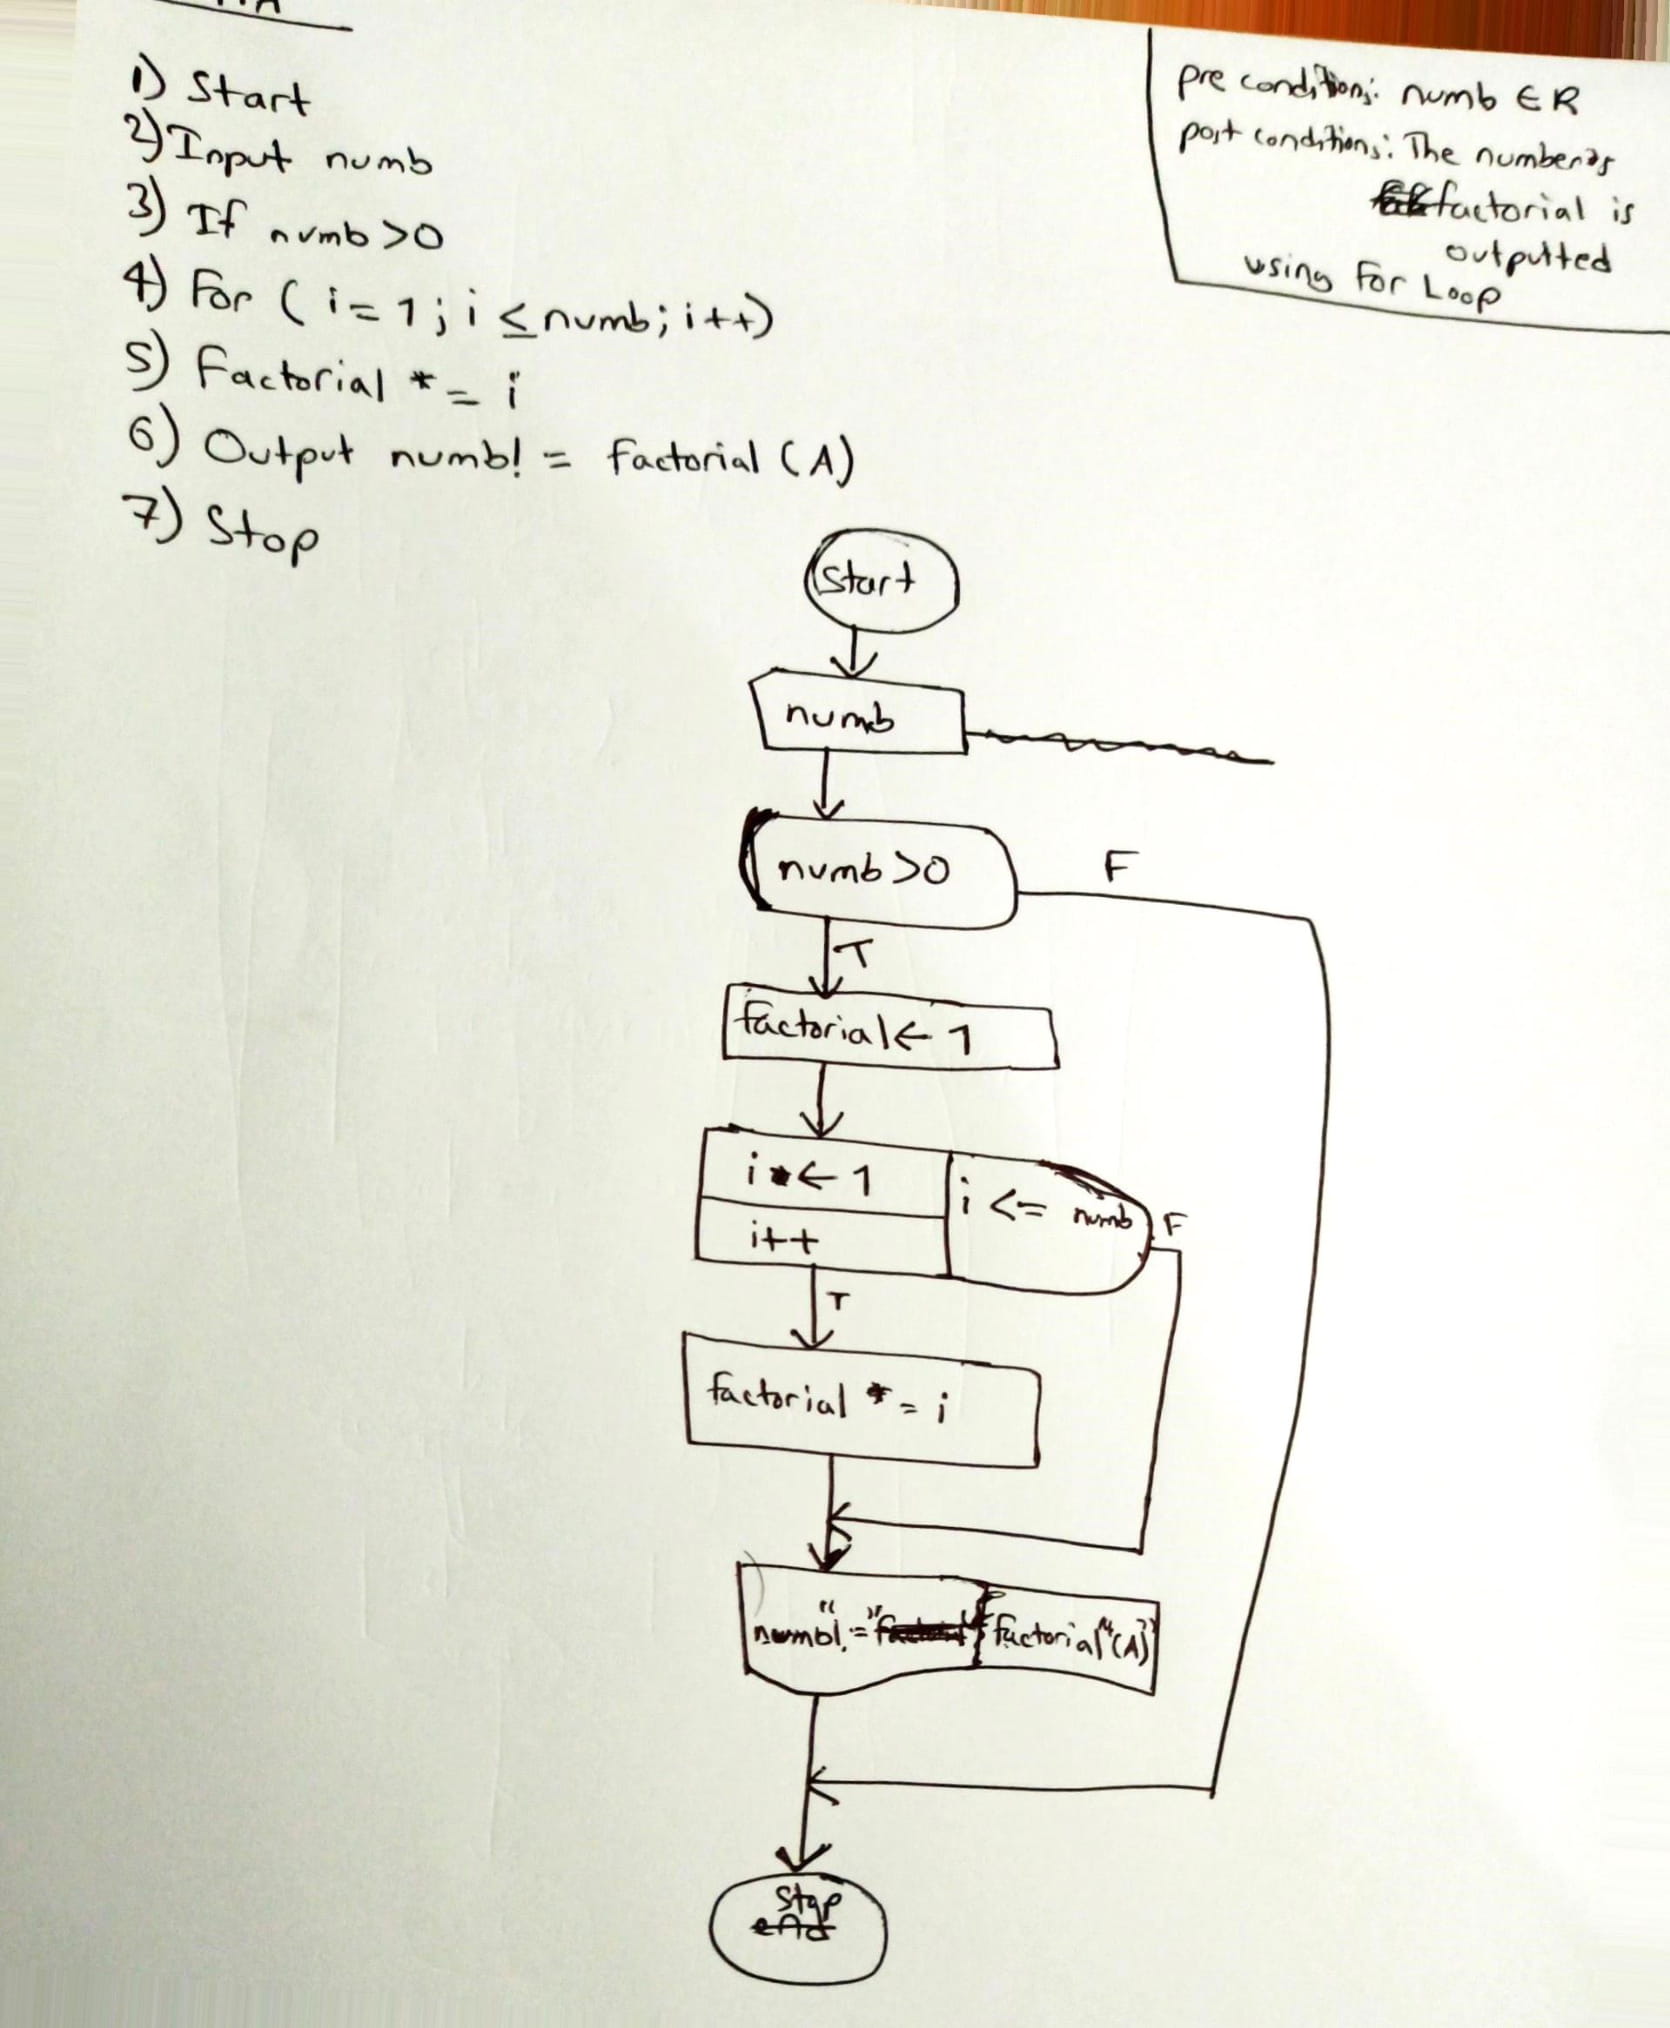 1) Start
2) Input numb
3) If numb >0
4) For ( i = 1 ; i ≤ numb; i++)
5) Factorial * = i
6) Output numb! = factorial (A)
7) Stop
pre conditions: numb ∈ R
post conditions: The number's
factorial is
outputted
using For Loop
Start
numb
numb >0
F
T
factorial ← 1
i ← 1
i++
i <= numb
F
T
factorial * = i
numb "! = " factorial "(A)"
Stop
end